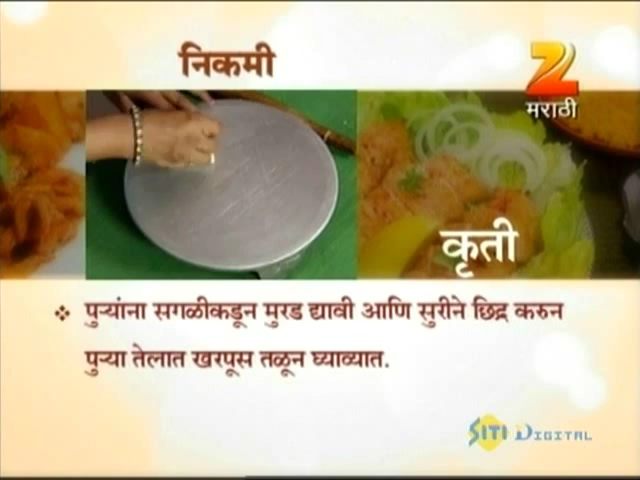 निकमी
मराठी
कृती
❖ पुऱ्यांना सगळीकडून मुरड द्यावी आणि सुरीने छिद्र करुन
पुऱ्या तेलात खरपूस तळून घ्याव्यात.
SITI DIGITAL